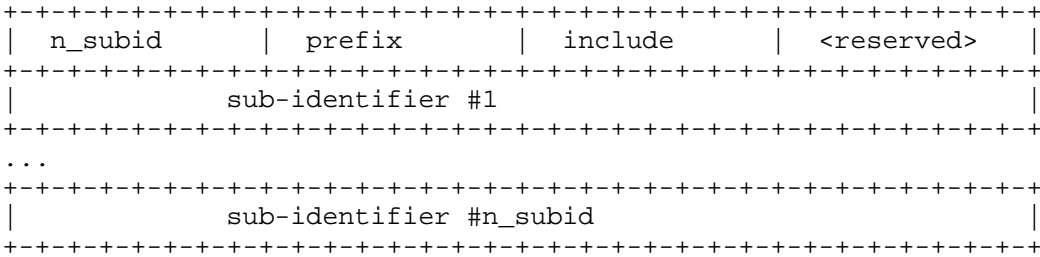 +-+-+-+-+-+-+-+-+-+-+-+-+-+-+-+-+-+-+-+-+-+-+-+-+-+-+-+-+-+-+-+-+
|  n_subid      |  prefix       |  include      |  <reserved>   |
+-+-+-+-+-+-+-+-+-+-+-+-+-+-+-+-+-+-+-+-+-+-+-+-+-+-+-+-+-+-+-+-+
|             sub-identifier #1                                 |
+-+-+-+-+-+-+-+-+-+-+-+-+-+-+-+-+-+-+-+-+-+-+-+-+-+-+-+-+-+-+-+-+
...
+-+-+-+-+-+-+-+-+-+-+-+-+-+-+-+-+-+-+-+-+-+-+-+-+-+-+-+-+-+-+-+-+
|             sub-identifier #n_subid                           |
+-+-+-+-+-+-+-+-+-+-+-+-+-+-+-+-+-+-+-+-+-+-+-+-+-+-+-+-+-+-+-+-+